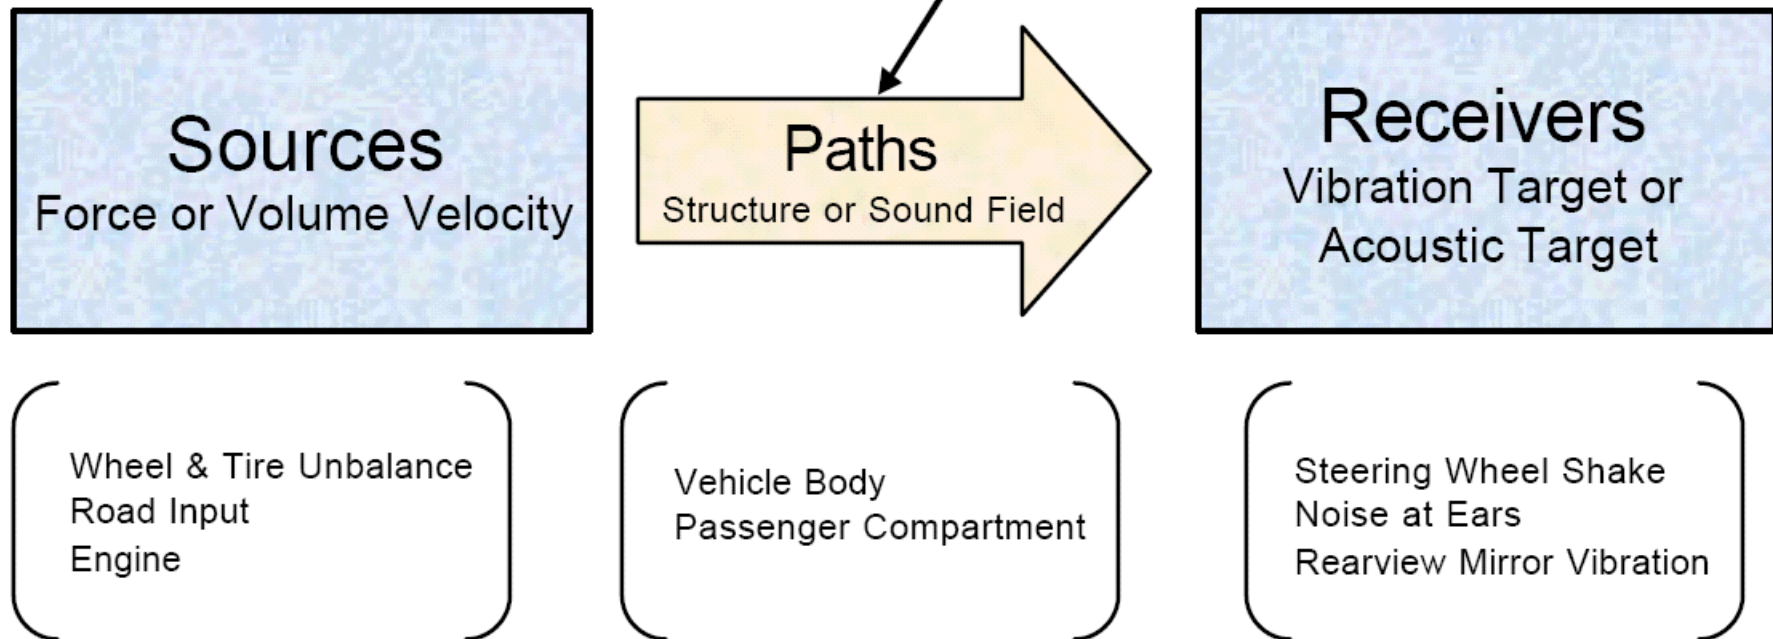 Sources
Force or Volume Velocity
Paths
Structure or Sound Field
Receivers
Vibration Target or
Acoustic Target
Wheel & Tire Unbalance
Road Input
Engine
Vehicle Body
Passenger Compartment
Steering Wheel Shake
Noise at Ears
Rearview Mirror Vibration